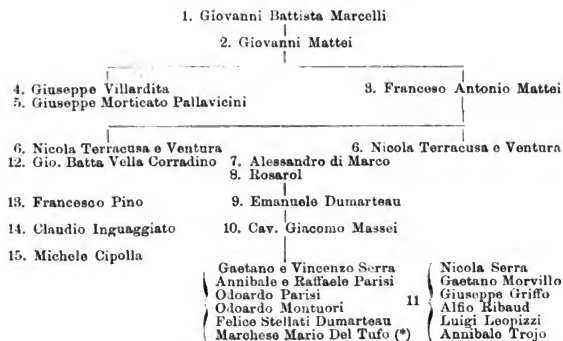 1. Giovanni Battista Marcelli
2. Giovanni Mattei
4. Giuseppe Villardita 3. Franceso Antonio Mattei
5. Giuseppe Morticato Pallavicini
6. Nicola Terracusa e Ventura 6. Nicola Terracusa e Ventura
12. Gio. Batta Vella Corradino 7. Alessandro di Marco
8. Rosarol
13. Francesco Pino 9. Emanuele Dumarteau
14. Claudio Inguaggiato 10. Cav. Giacomo Massei
15. Michele Cipolla
Gaetano e Vincenzo Serra Nicola Serra
Annibale e Raffaele Parisi Gaetano Morvillo
Odoardo Parisi 11 Giuseppe Griffo
Odoardo Montuori Alfio Ribaud
Felice Stellati Dumarteau Luigi Leopizzi
Marchese Mario Del Tufo (*) Annibalo Trojo